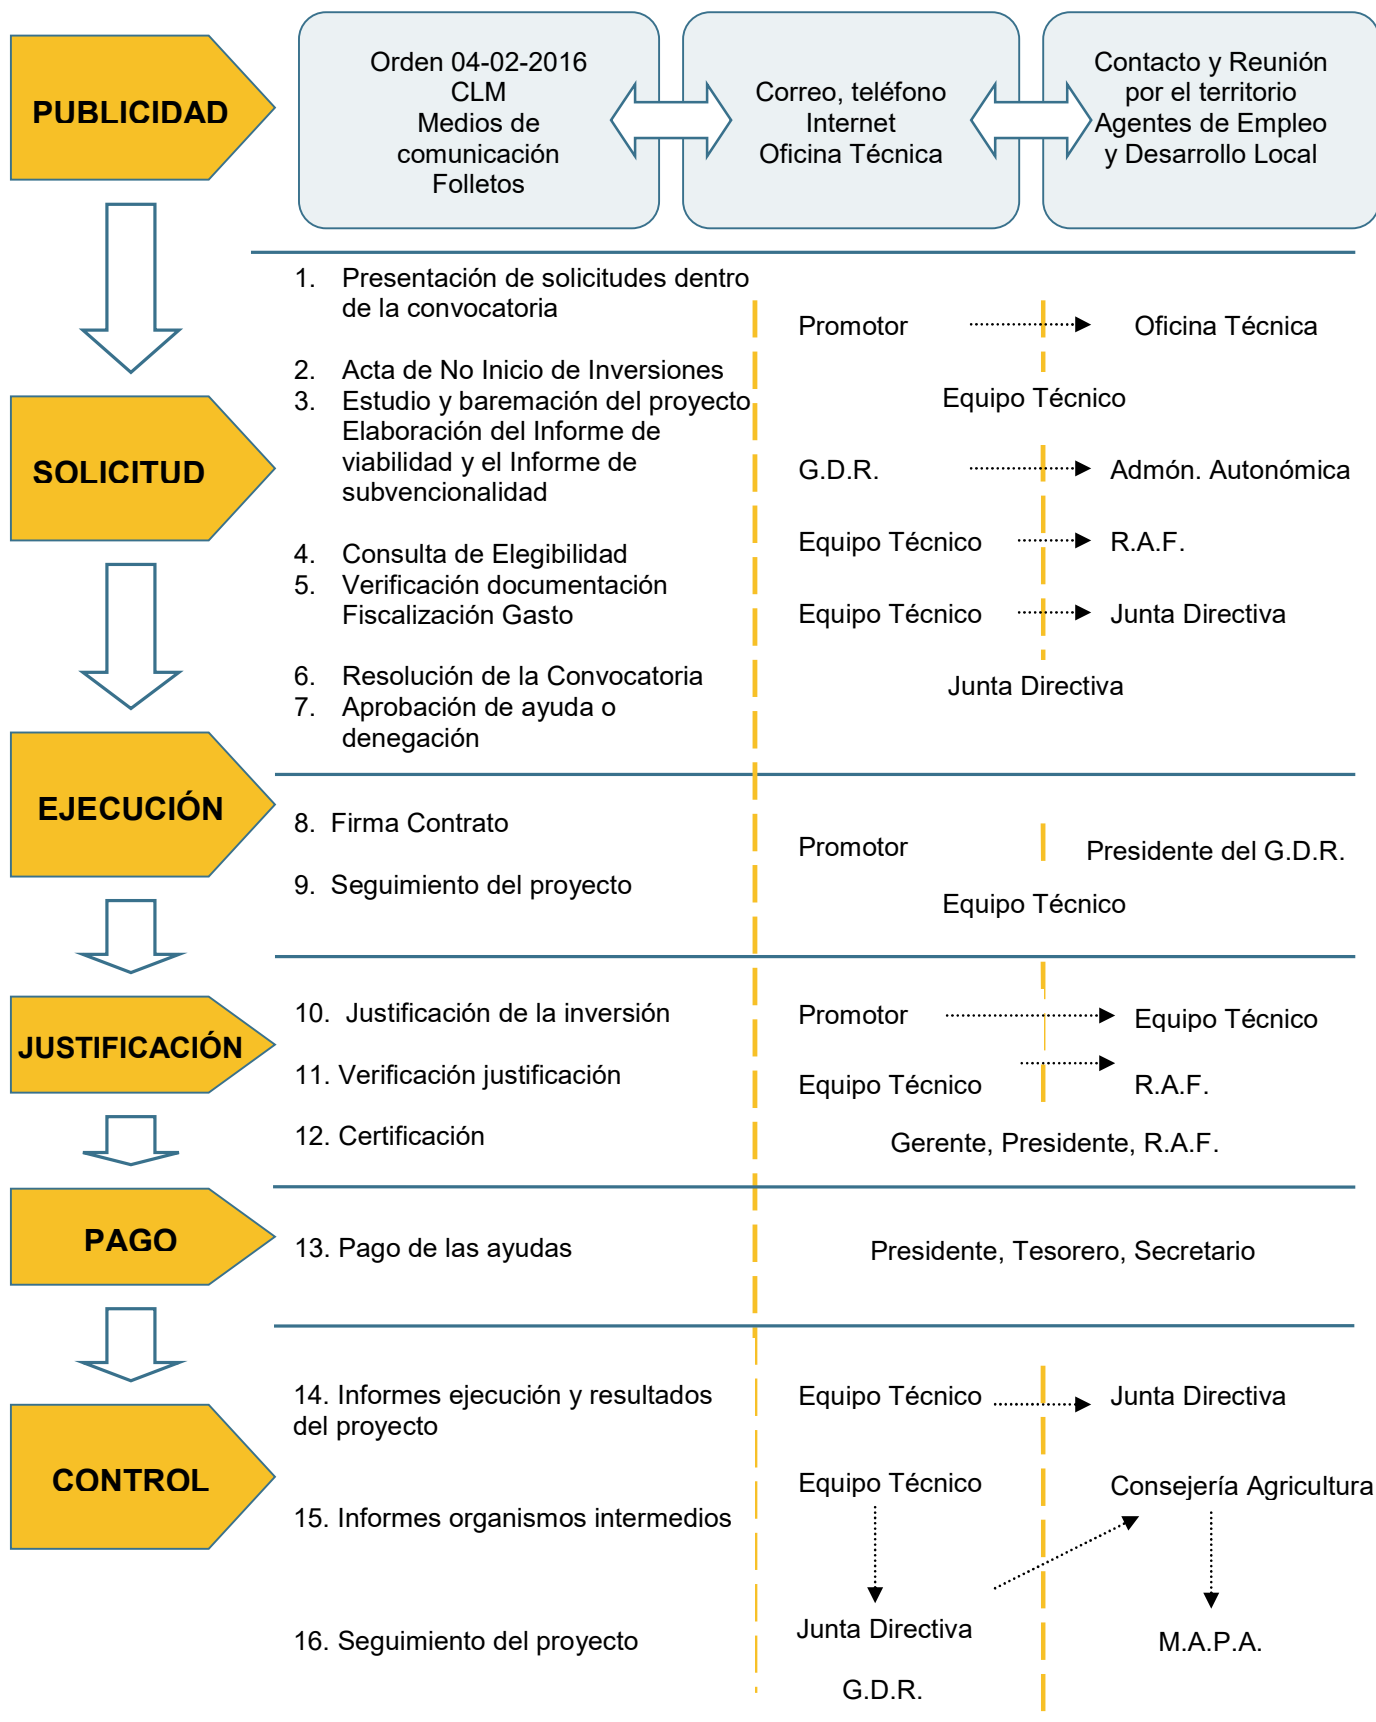 PUBLICIDAD
Orden 04-02-2016
CLM
Medios de
comunicación
Folletos
Correo, teléfono
Internet
Oficina Técnica
Contacto y Reunión
por el territorio
Agentes de Empleo
y Desarrollo Local
SOLICITUD
1. Presentación de solicitudes dentro
de la convocatoria
Promotor
Oficina Técnica
2. Acta de No Inicio de Inversiones
Equipo Técnico
3. Estudio y baremación del proyecto
Elaboración del Informe de
viabilidad y el Informe de
subvencionalidad
G.D.R.
Admón. Autonómica
4. Consulta de Elegibilidad
Equipo Técnico
R.A.F.
5. Verificación documentación
Fiscalización Gasto
Equipo Técnico
Junta Directiva
6. Resolución de la Convocatoria
Junta Directiva
7. Aprobación de ayuda o
denegación
EJECUCIÓN
8. Firma Contrato
Promotor
Presidente del G.D.R.
9. Seguimiento del proyecto
Equipo Técnico
JUSTIFICACIÓN
10. Justificación de la inversión
Promotor
Equipo Técnico
11. Verificación justificación
Equipo Técnico
R.A.F.
12. Certificación
Gerente, Presidente, R.A.F.
PAGO
13. Pago de las ayudas
Presidente, Tesorero, Secretario
CONTROL
14. Informes ejecución y resultados
del proyecto
Equipo Técnico
Junta Directiva
Equipo Técnico
Consejería Agricultura
15. Informes organismos intermedios
16. Seguimiento del proyecto
Junta Directiva
M.A.P.A.
G.D.R.